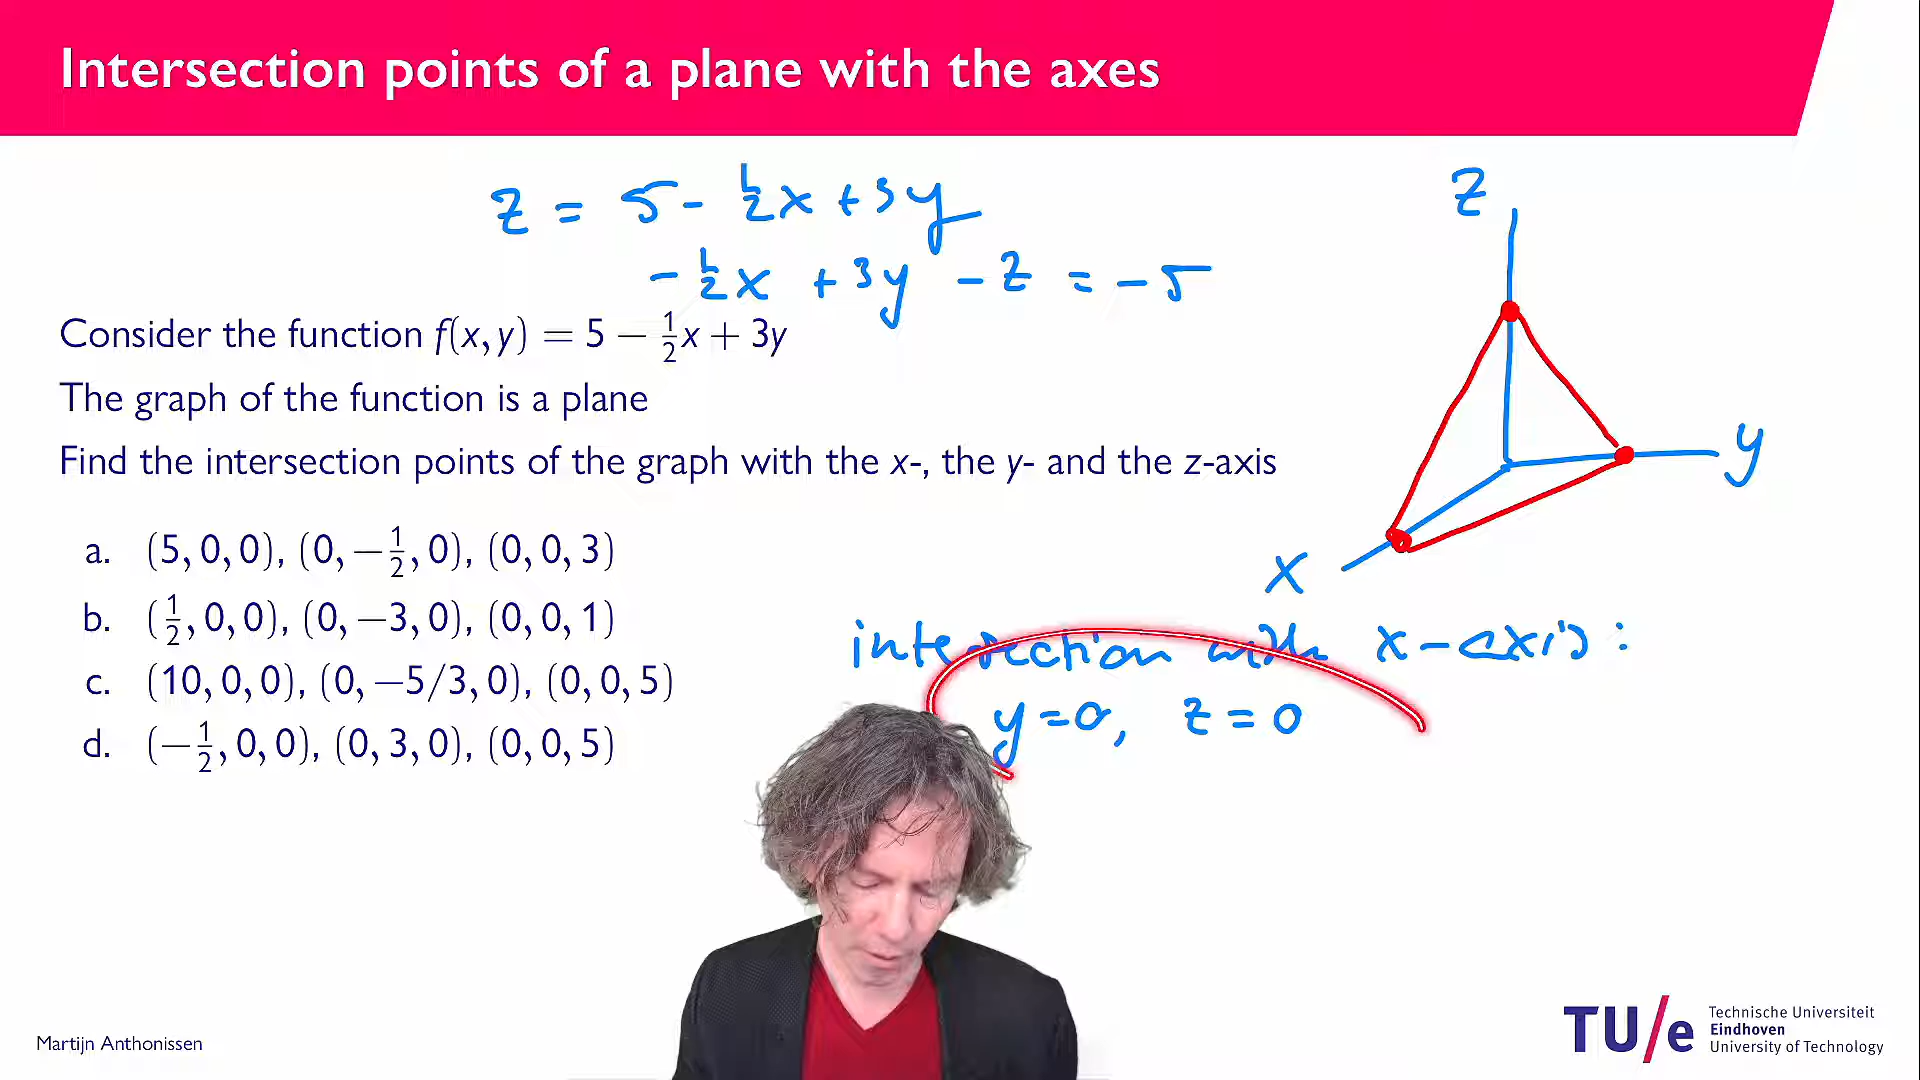 Intersection points of a plane with the axes
z = 5 - ½x + 3y
-½x + 3y - z = -5
z
Consider the function f(x, y) = 5 − ½x + 3y
The graph of the function is a plane
y
Find the intersection points of the graph with the x-, the y- and the z-axis
a. (5, 0, 0), (0, −½, 0), (0, 0, 3)
x
b. (½, 0, 0), (0, −3, 0), (0, 0, 1)
intersection with x-axis:
c. (10, 0, 0), (0, −5/3, 0), (0, 0, 5)
y = 0, z = 0
d. (−½, 0, 0), (0, 3, 0), (0, 0, 5)
Martijn Anthonissen
TU/e
Technische Universiteit
Eindhoven
University of Technology